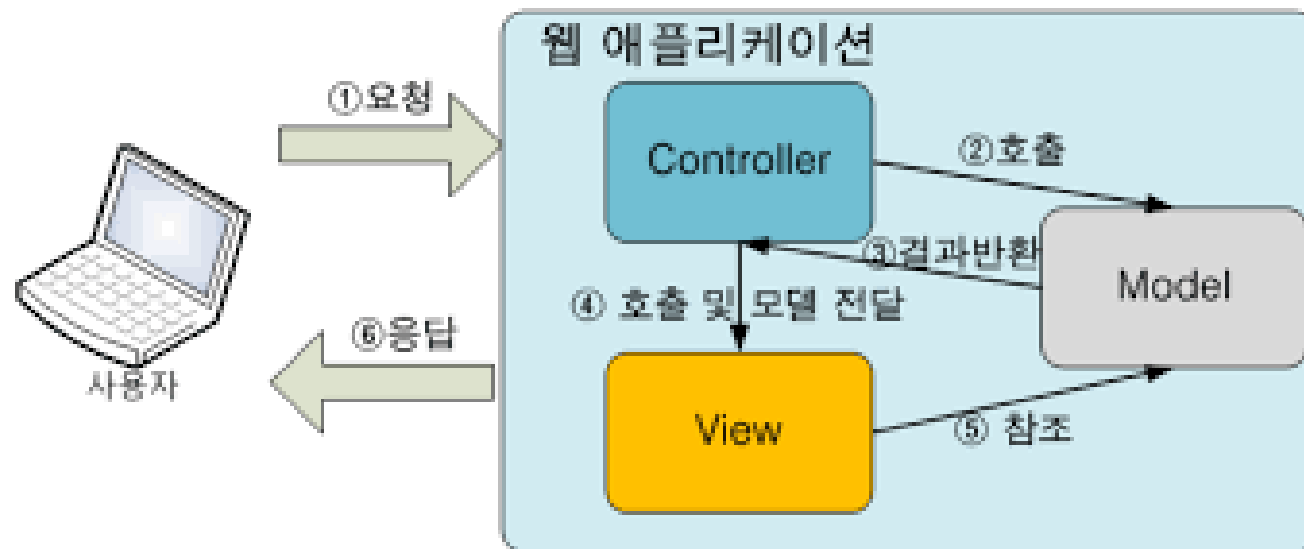 웹 애플리케이션
①요청
Controller
②호출
③결과반환
Model
④ 호출 및 모델 전달
⑥응답
사용자
View
⑤ 참조